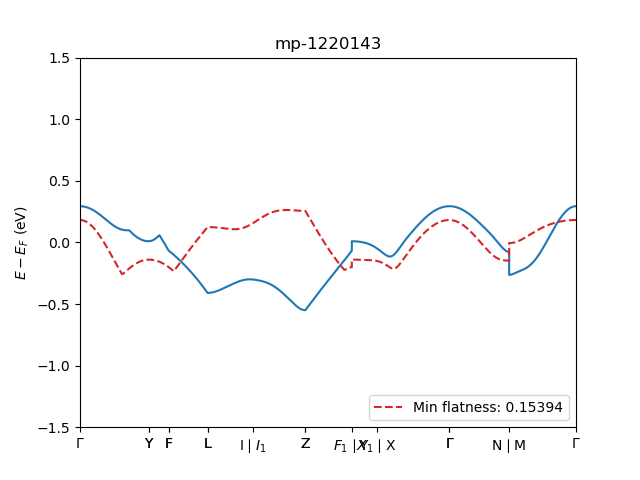 mp-1220143
E − E_F (eV)
1.5
1.0
0.5
0.0
−0.5
−1.0
−1.5
Min flatness: 0.15394
Γ Y F L I | I₁ Z F₁ | Y₁ | X Γ N | M Γ